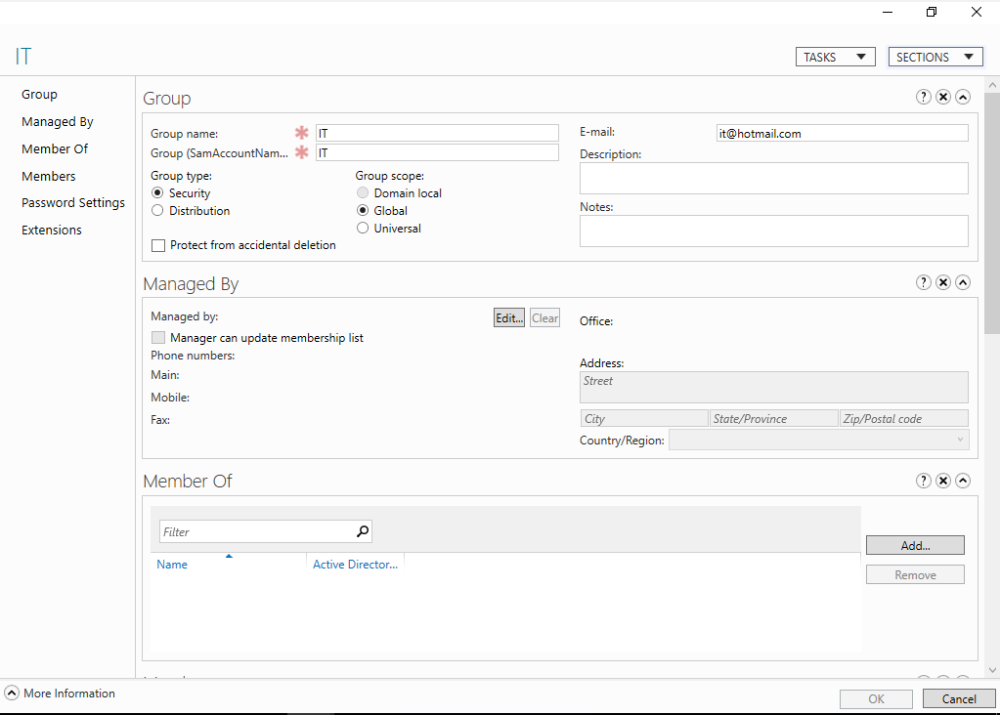 IT
TASKS
SECTIONS
Group
Managed By
Member Of
Members
Password Settings
Extensions
Group
Group name:
IT
Group (SamAccountNam...
IT
Group type:
Group scope:
Security
Domain local
Distribution
Global
Universal
Protect from accidental deletion
E-mail:
it@hotmail.com
Description:
Notes:
Managed By
Managed by:
Edit...
Clear
Manager can update membership list
Phone numbers:
Main:
Mobile:
Fax:
Office:
Address:
Street
City
State/Province
Zip/Postal code
Country/Region:
Member Of
Filter
Name
Active Director...
Add...
Remove
More Information
OK
Cancel